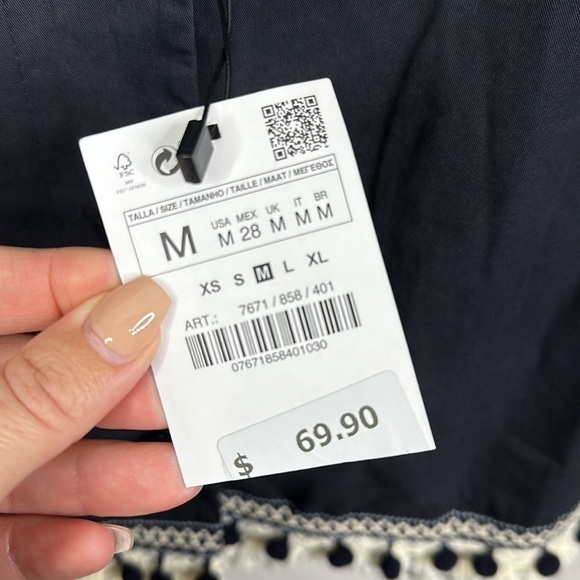 FSC
TALLA / SIZE / TAMANHO / TAILLE / MAAT / ΜΕΓΕΘΟΣ
M
USA MEX UK IT BR
M 28 M M M
XS S M L XL
ART.: 7671 / 858 / 401
07671858401030
$ 69.90